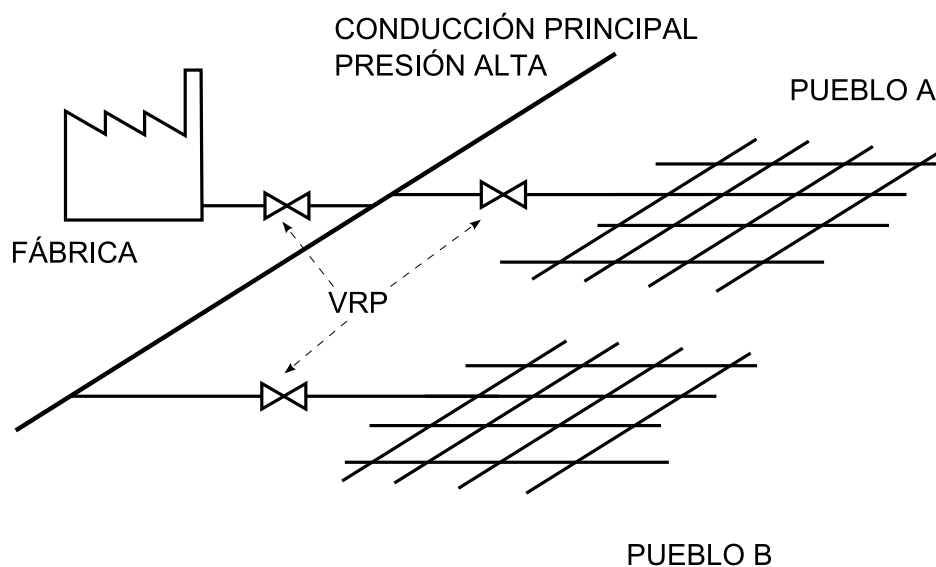 CONDUCCIÓN PRINCIPAL
PRESIÓN ALTA
PUEBLO A
FÁBRICA
VRP
PUEBLO B